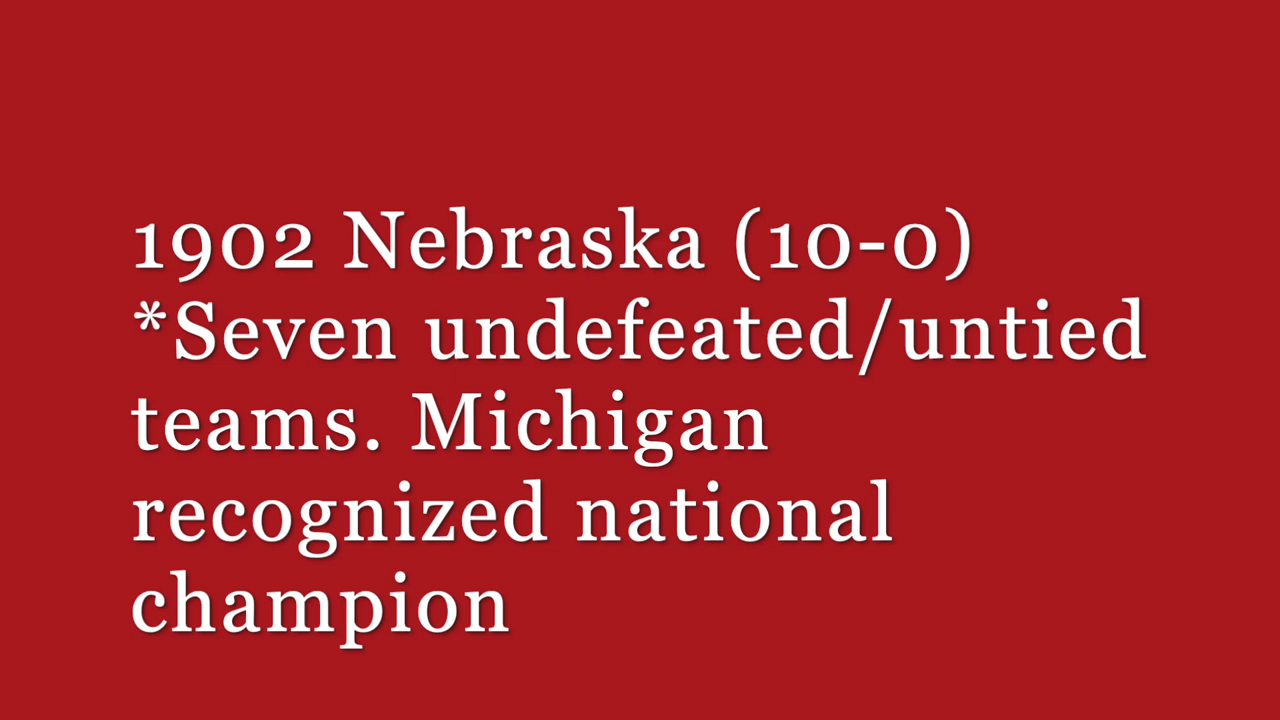 1902 Nebraska (10-0)
*Seven undefeated/untied
teams. Michigan
recognized national
champion